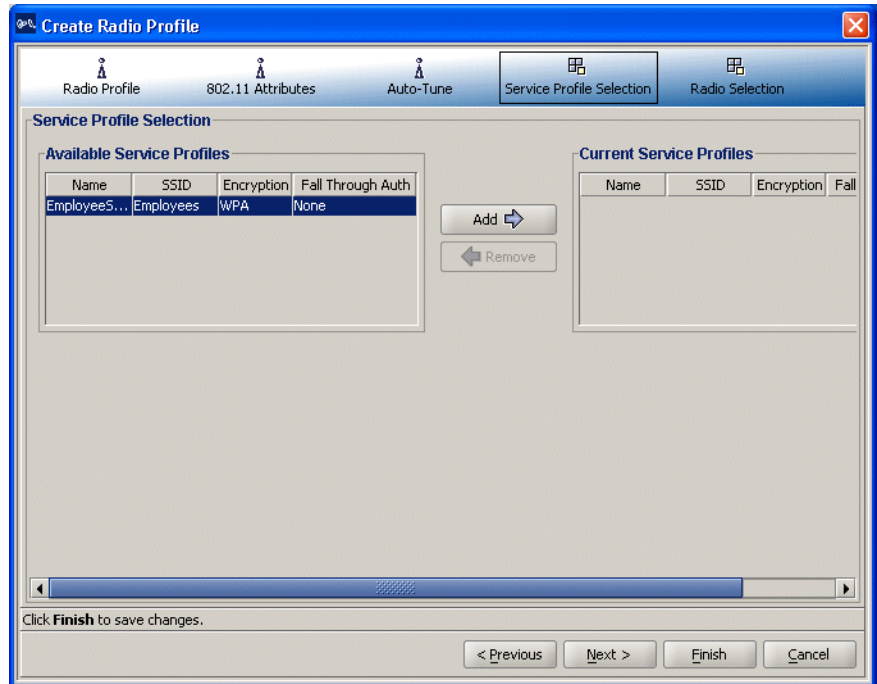 Create Radio Profile
Radio Profile
802.11 Attributes
Auto-Tune
Service Profile Selection
Radio Selection
Service Profile Selection
Available Service Profiles
Name SSID Encryption Fall Through Auth
EmployeeS... Employees WPA None
Add
Remove
Current Service Profiles
Name SSID Encryption Fall
Click Finish to save changes.
< Previous Next > Finish Cancel